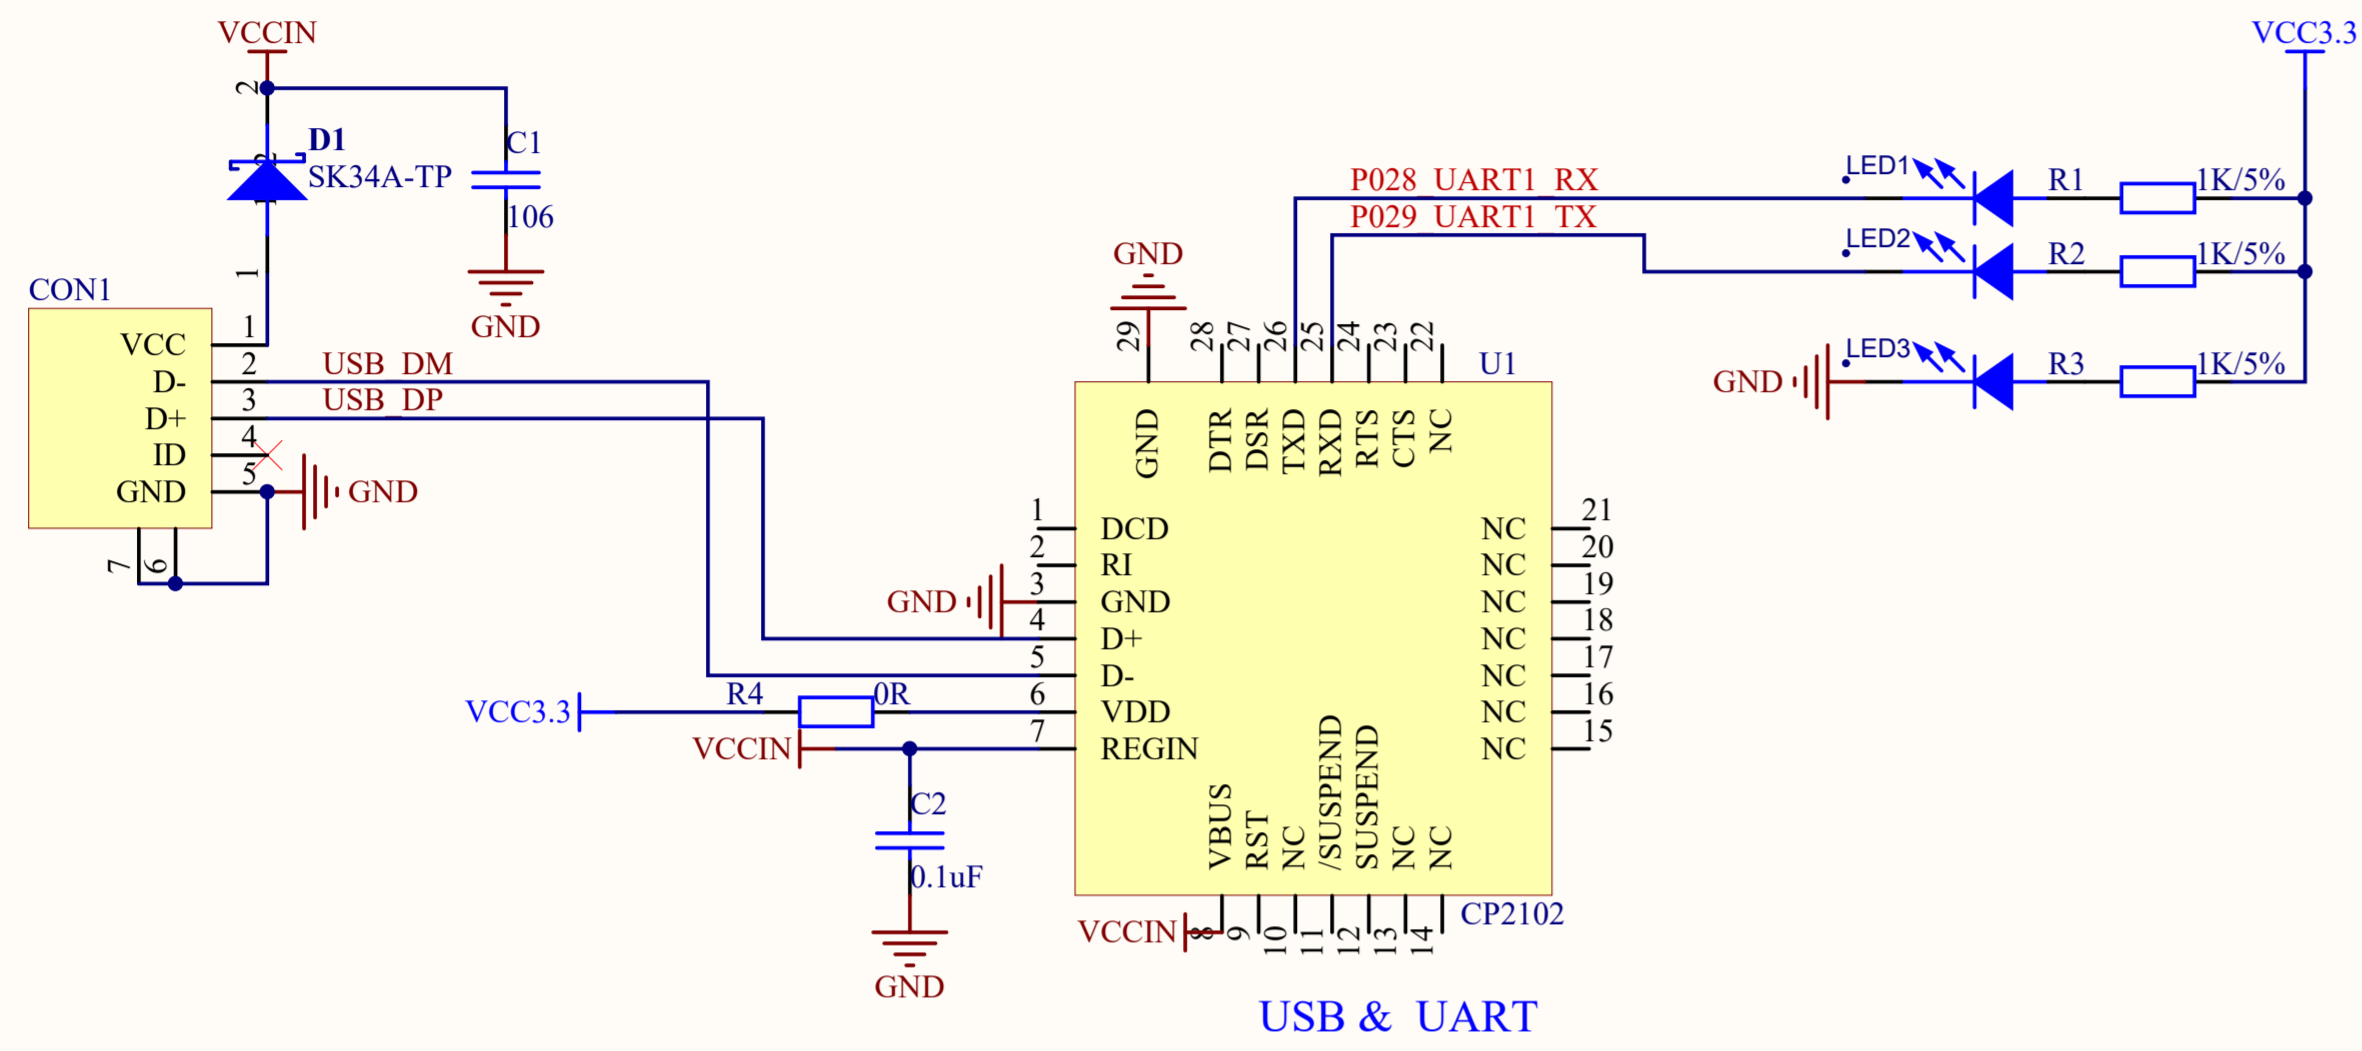 VCCIN
2
D1
2
SK34A-TP
1
1
C1
106
GND
CON1
VCC 1
D- 2 USB_DM
D+ 3 USB_DP
ID 4
GND 5 GND
7 6
P028_UART1_RX
P029_UART1_TX
VCC3.3
LED1 R1 1K/5%
LED2 R2 1K/5%
GND LED3 R3 1K/5%
GND
29 28 27 26 25 24 23 22
U1
GND DTR DSR TXD RXD RTS CTS NC
1 DCD NC 21
2 RI NC 20
GND 3 GND NC 19
4 D+ NC 18
5 D- NC 17
VCC3.3 R4 0R 6 VDD NC 16
VCCIN 7 REGIN NC 15
C2
0.1uF
GND
VBUS RST NC /SUSPEND SUSPEND NC NC
CP2102
VCCIN 8 9 10 11 12 13 14
USB & UART